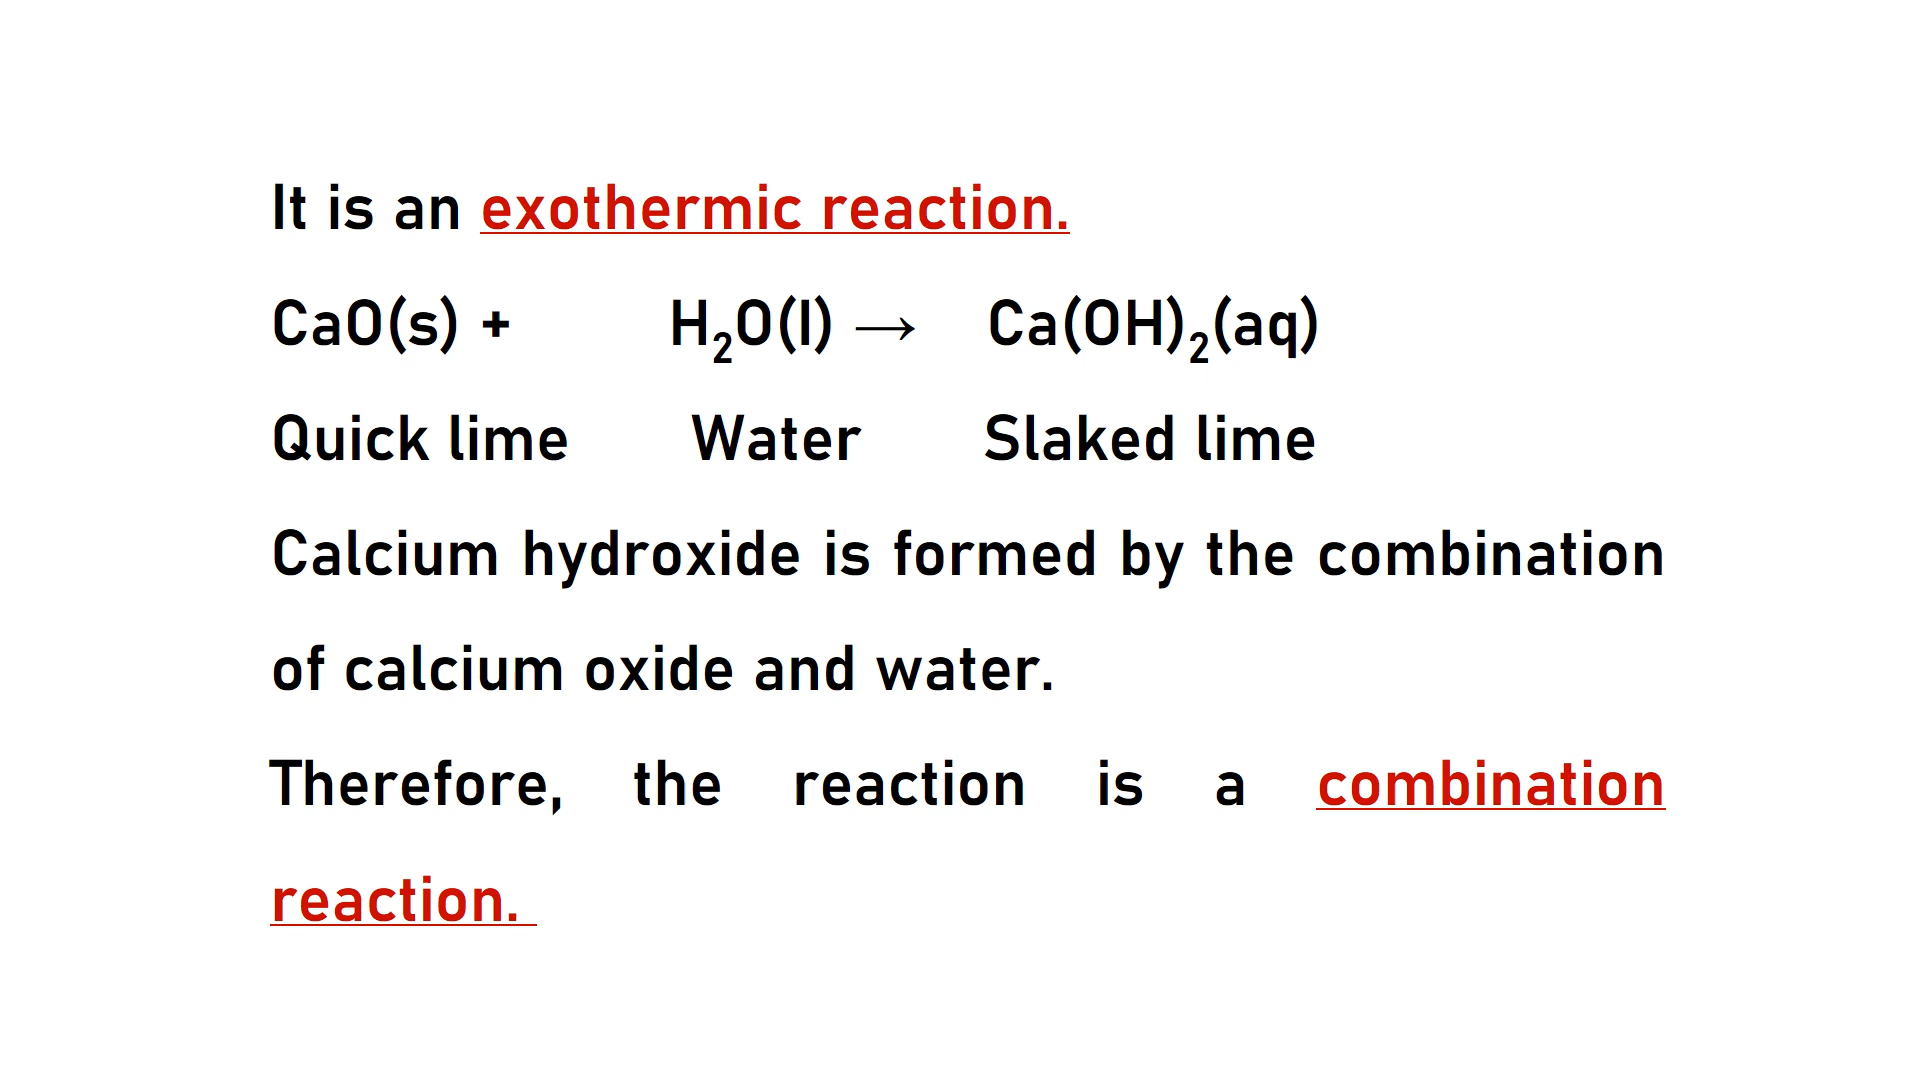 It is an exothermic reaction.
CaO(s) + H₂O(l) → Ca(OH)₂(aq)
Quick lime Water Slaked lime
Calcium hydroxide is formed by the combination
of calcium oxide and water.
Therefore, the reaction is a combination
reaction.